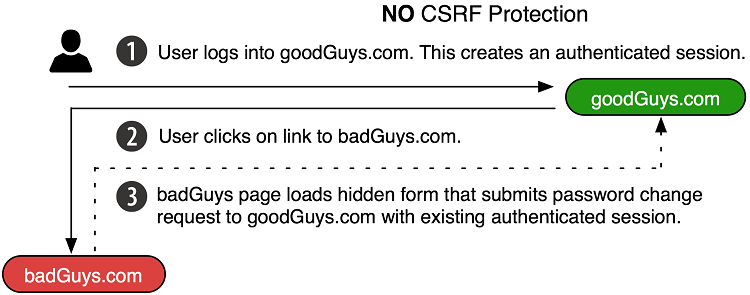 NO CSRF Protection
1 User logs into goodGuys.com. This creates an authenticated session.
goodGuys.com
2 User clicks on link to badGuys.com.
3 badGuys page loads hidden form that submits password change
request to goodGuys.com with existing authenticated session.
badGuys.com